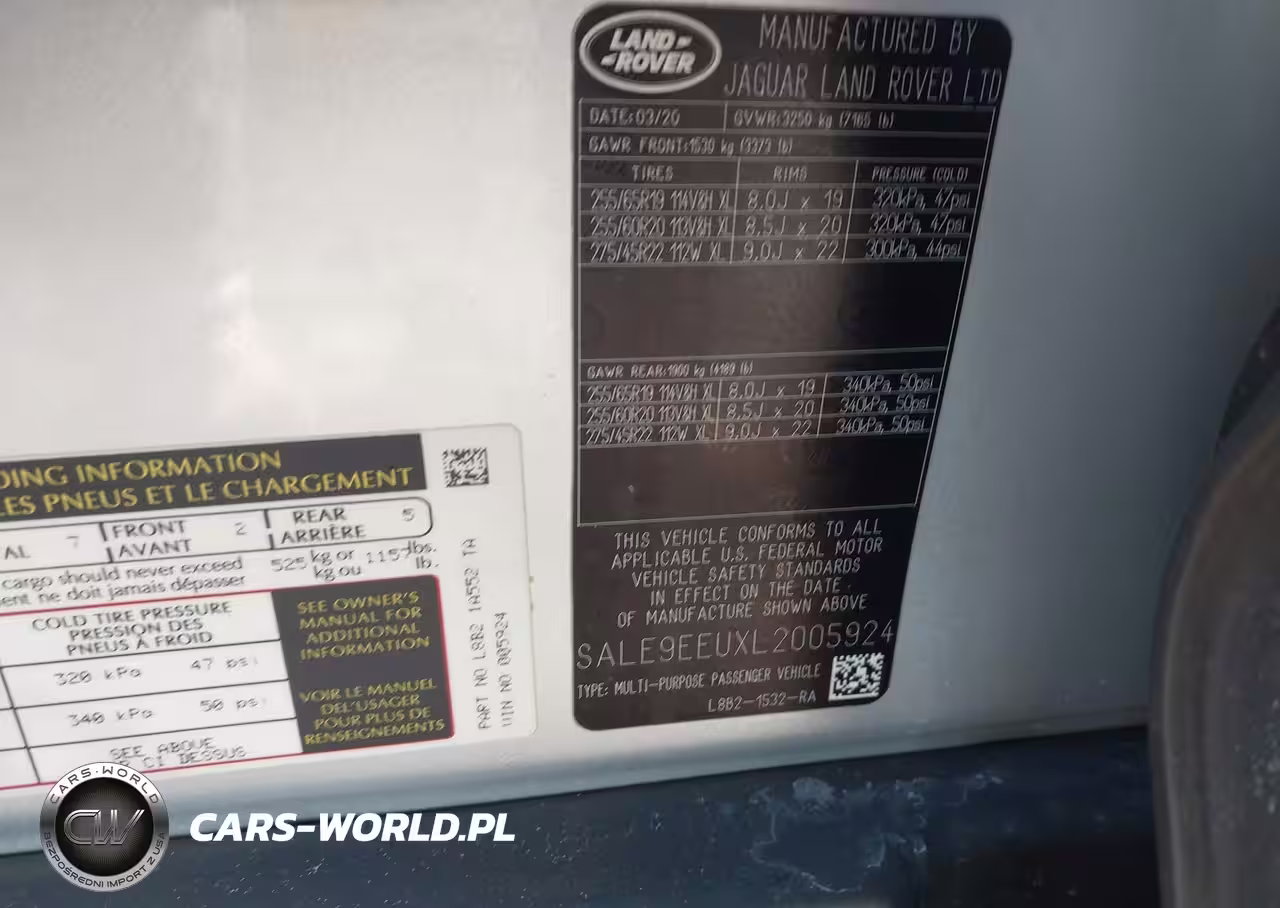 LAND-
-ROVER
MANUFACTURED BY
JAGUAR LAND ROVER LTD
DATE:03/20 GVWR:3250 kg (7165 lb)
GAWR FRONT:1530 kg (3373 lb)
TIRES RIMS PRESSURE (COLD)
255/65R19 114V&H XL 8.0J x 19 320kPa, 47psi
255/60R20 113V&H XL 8.5J x 20 320kPa, 47psi
275/45R22 112W XL 9.0J x 22 300kPa, 44psi
GAWR REAR:1900 kg (4189 lb)
255/65R19 114V&H XL 8.0J x 19 340kPa, 50psi
255/60R20 113V&H XL 8.5J x 20 340kPa, 50psi
275/45R22 112W XL 9.0J x 22 340kPa, 50psi
THIS VEHICLE CONFORMS TO ALL
APPLICABLE U.S. FEDERAL MOTOR
VEHICLE SAFETY STANDARDS
IN EFFECT ON THE DATE
OF MANUFACTURE SHOWN ABOVE
SALE9EEUXL2005924
TYPE: MULTI-PURPOSE PASSENGER VEHICLE
L8B2-1532-RA
DING INFORMATION
LES PNEUS ET LE CHARGEMENT
AL 7 FRONT 2 REAR 5
AVANT ARRIÈRE
cargo should never exceed 525 kg or 1157 lbs.
ent ne doit jamais dépasser kg ou lb.
COLD TIRE PRESSURE
PRESSION DES
PNEUS À FROID
320 kPa 47 psi
340 kPa 50 psi
SEE ABOVE
CI DESSUS
SEE OWNER'S
MANUAL FOR
ADDITIONAL
INFORMATION
VOIR LE MANUEL
DEL'USAGER
POUR PLUS DE
RENSEIGNEMENTS
PART NO L8B2 1A552 TA
VIN NO 005924
CARS-WORLD
CW
BEZPOŚREDNI IMPORT Z USA
CARS-WORLD.PL